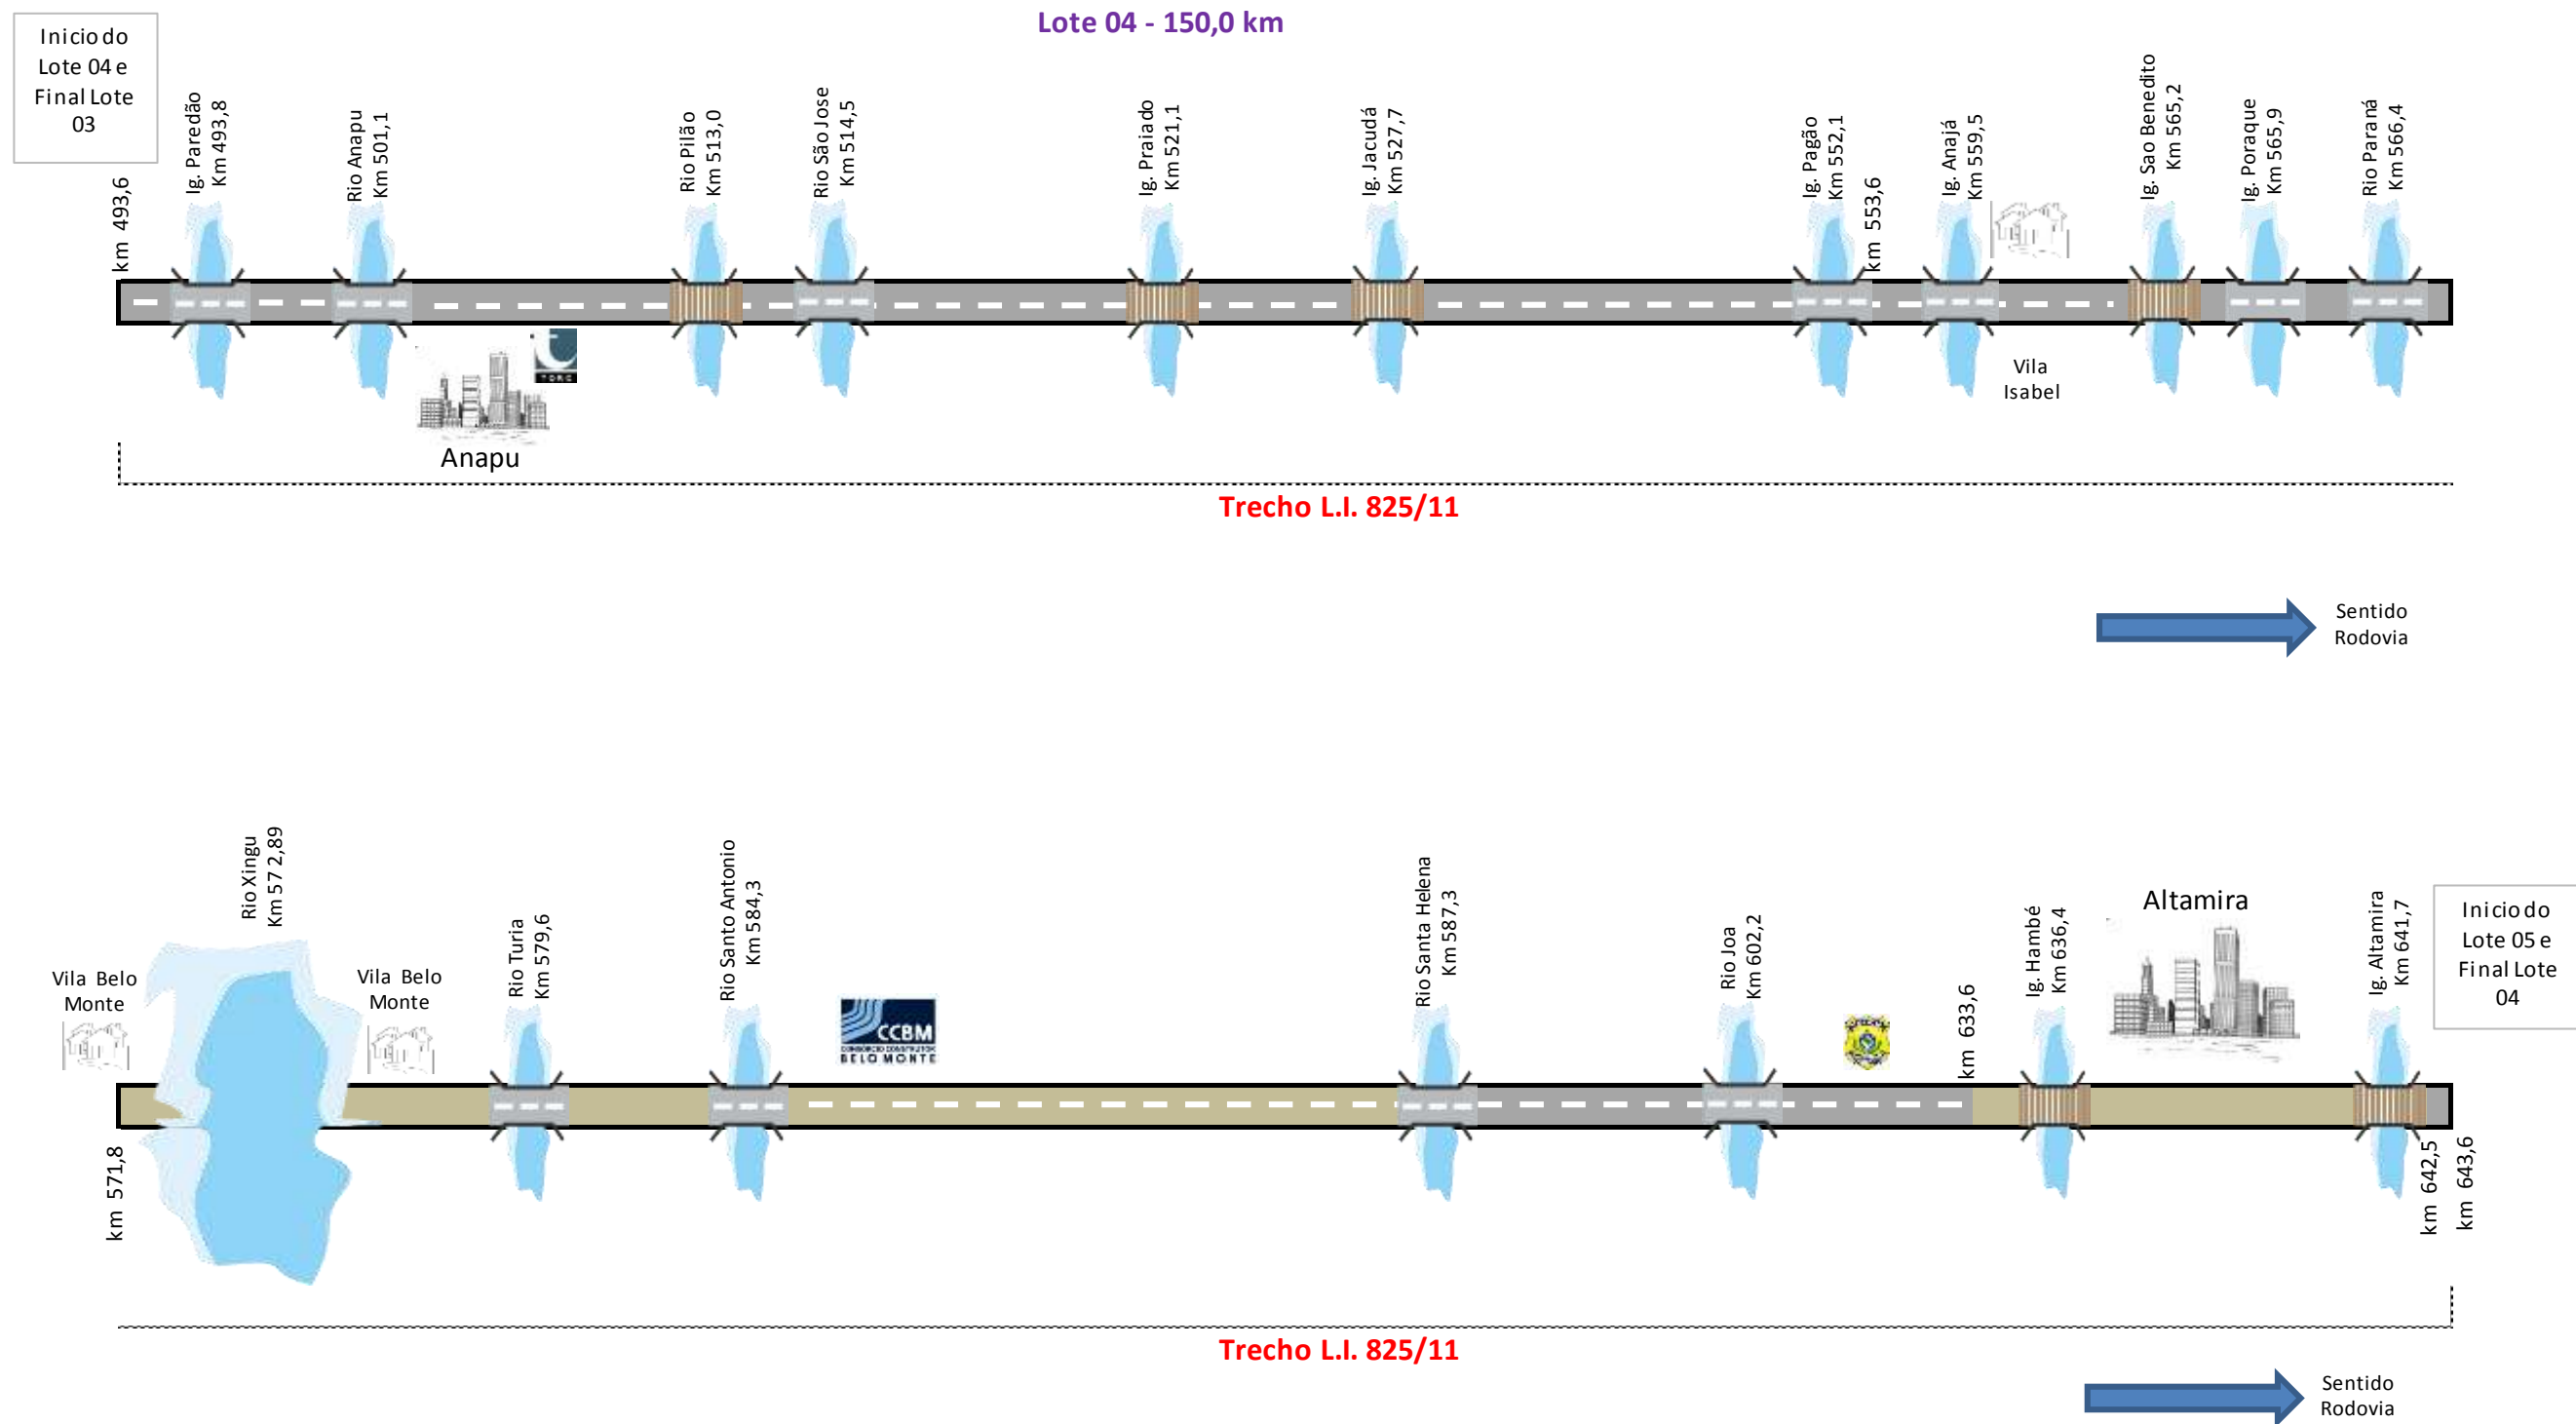 Lote 04 - 150,0 km
Inicio do
Lote 04 e
Final Lote
03
km 493,6
Ig. Paredão
Km 493,8
Rio Anapu
Km 501,1
Rio Pilão
Km 513,0
Rio São Jose
Km 514,5
Ig. Praiado
Km 521,1
Ig. Jacudá
Km 527,7
Ig. Pagão
Km 552,1
km 553,6
Ig. Anajá
Km 559,5
Ig. Sao Benedito
Km 565,2
Ig. Poraque
Km 565,9
Rio Paraná
Km 566,4
TORC
Anapu
Vila
Isabel
Trecho L.I. 825/11
Sentido
Rodovia
Vila Belo
Monte
Rio Xingu
Km 572,89
Vila Belo
Monte
Rio Turia
Km 579,6
Rio Santo Antonio
Km 584,3
CCBM
CONSORCIO CONSTRUTOR
BELO MONTE
Rio Santa Helena
Km 587,3
Rio Joa
Km 602,2
km 633,6
Ig. Hambé
Km 636,4
Altamira
Ig. Altamira
Km 641,7
Inicio do
Lote 05 e
Final Lote
04
km 571,8
km 642,5
km 643,6
Trecho L.I. 825/11
Sentido
Rodovia